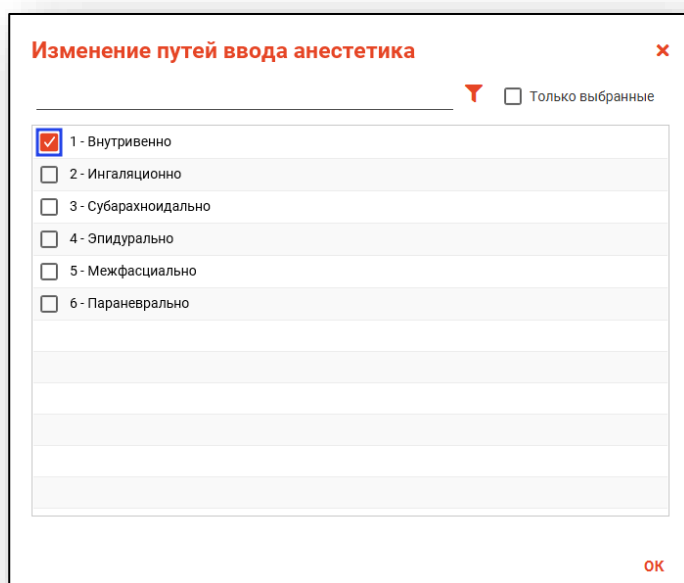 Изменение путей ввода анестетика
Только выбранные
1 - Внутривенно
2 - Ингаляционно
3 - Субарахноидально
4 - Эпидурально
5 - Межфасциально
6 - Параневрально
ОК